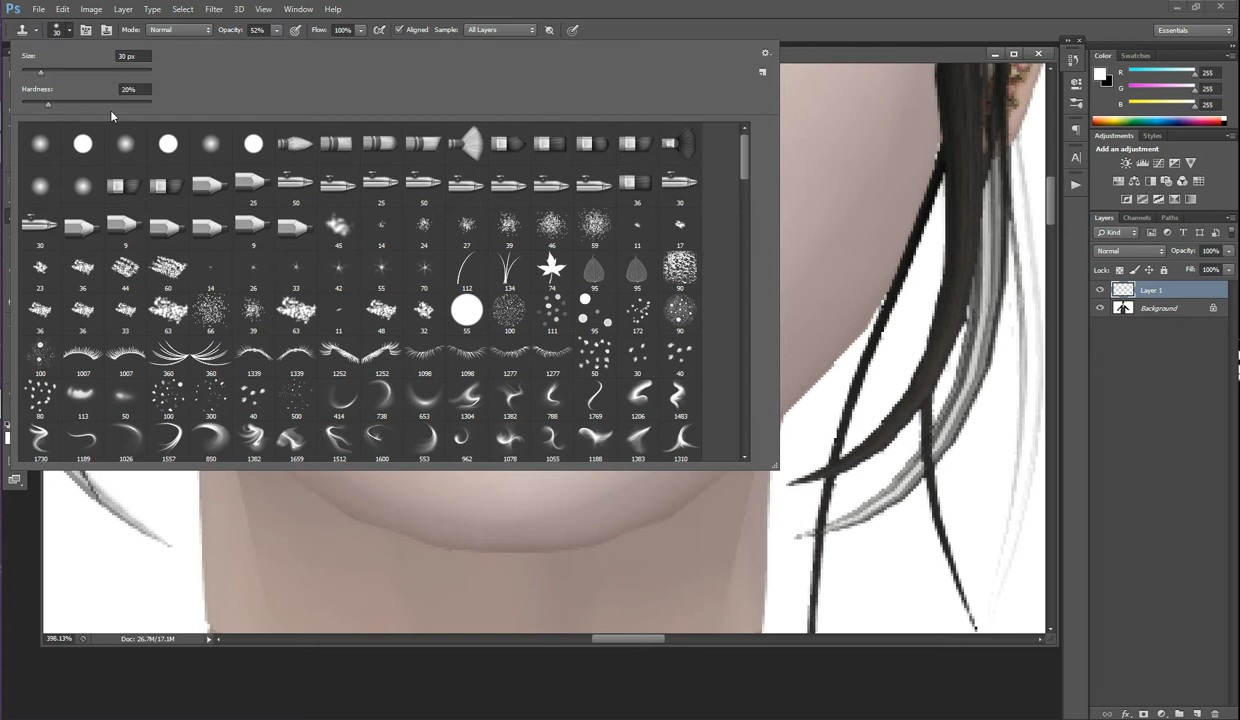 Ps File Edit Image Layer Type Select Filter 3D View Window Help
30 Mode: Normal Opacity: 52% Flow: 100% Aligned Sample: All Layers Essentials
Size: 30 px
Hardness: 20%
25 50 25 50 36 30
30 9 9 45 14 24 27 39 46 59 11 17
23 36 44 60 14 26 33 42 55 70 112 134 74 95 95 90
36 36 33 63 66 39 63 11 48 32 55 100 111 95 172 90
100 1007 1007 360 360 1339 1339 1252 1252 1098 1098 1277 1277 50 30 40
80 113 50 100 300 40 500 414 738 653 1304 1382 788 1769 1206 1483
1730 1189 1026 1557 850 1382 1659 1512 1600 553 962 1078 1055 1188 1383 1310
398.13% Doc: 26.7M/17.1M
Color Swatches
R 255
G 255
B 255
Adjustments Styles
Add an adjustment
Layers Channels Paths
Kind
Normal Opacity: 100%
Lock: Fill: 100%
Layer 1
Background